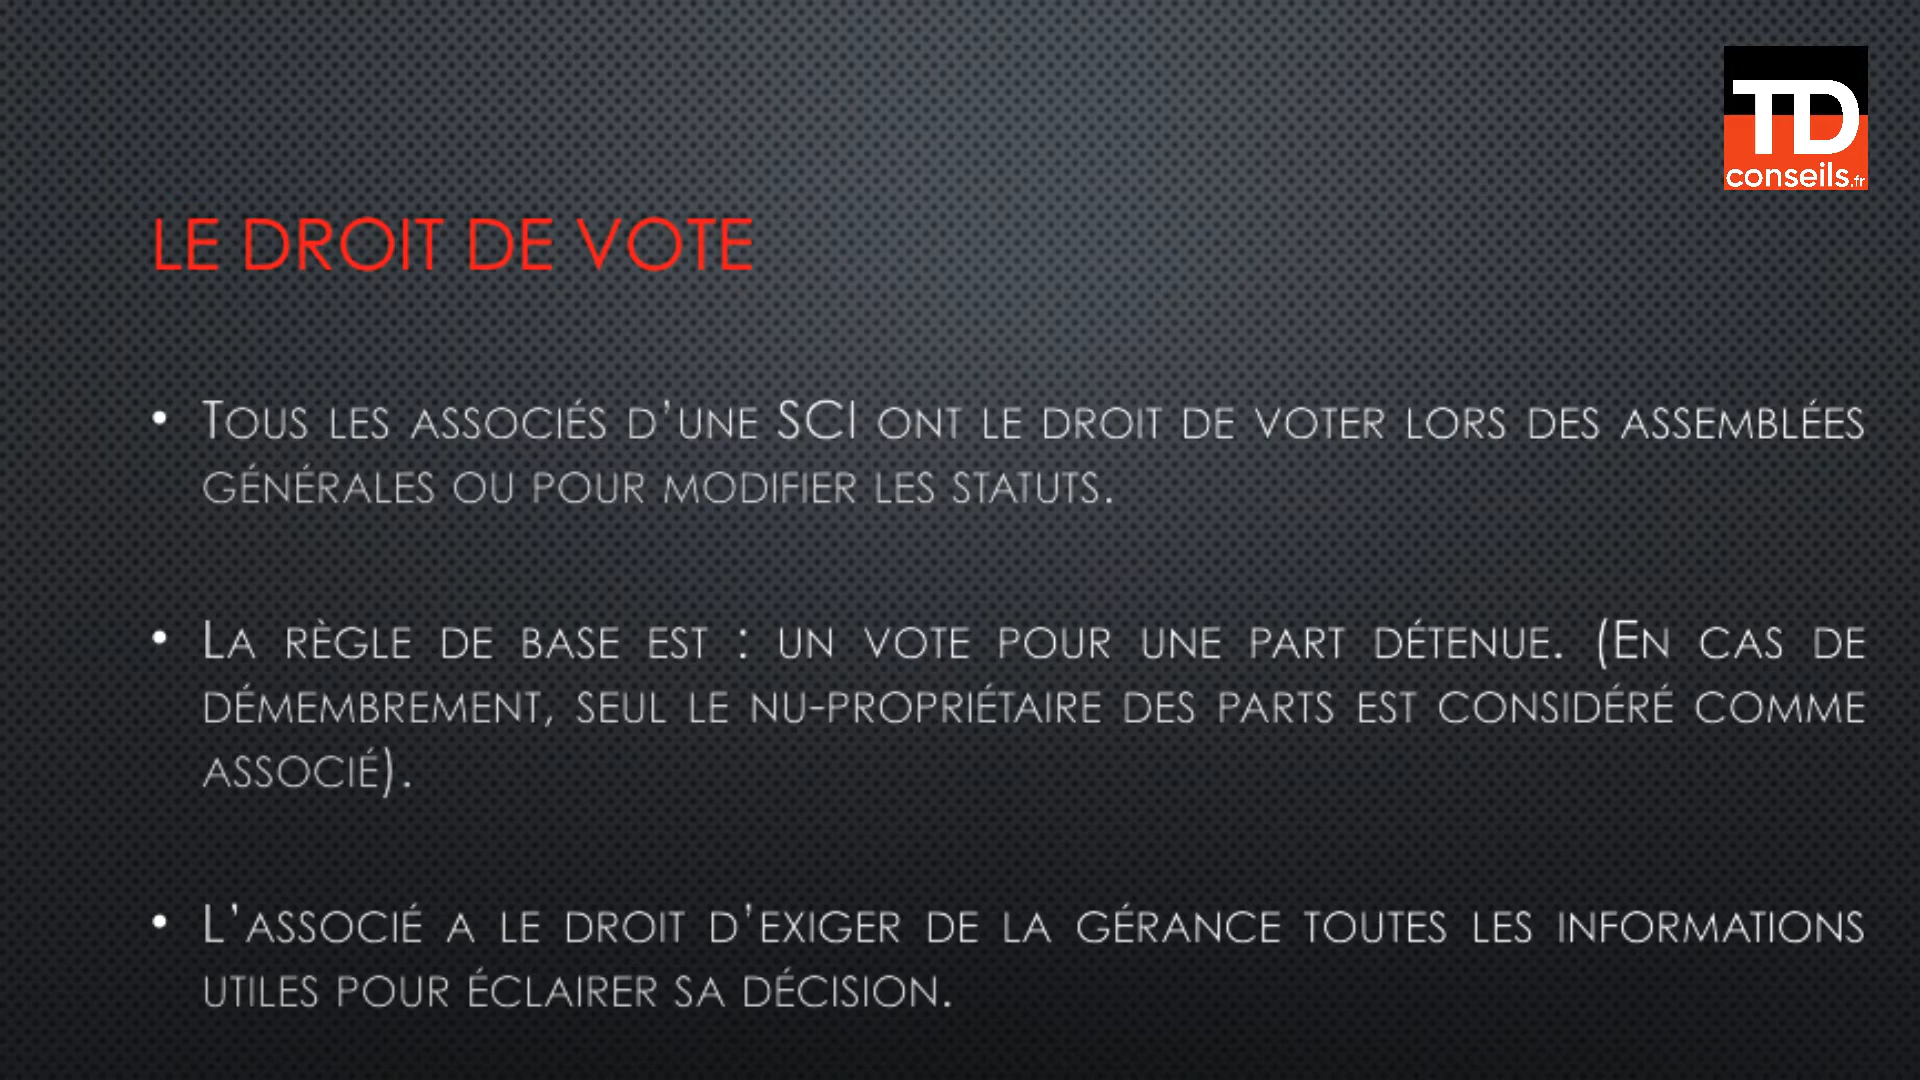 TD
conseils.fr
LE DROIT DE VOTE
• Tous les associés d’une SCI ont le droit de voter lors des assemblées
générales ou pour modifier les statuts.
• La règle de base est : un vote pour une part détenue. (En cas de
démembrement, seul le nu-propriétaire des parts est considéré comme
associé).
• L’associé a le droit d’exiger de la gérance toutes les informations
utiles pour éclairer sa décision.